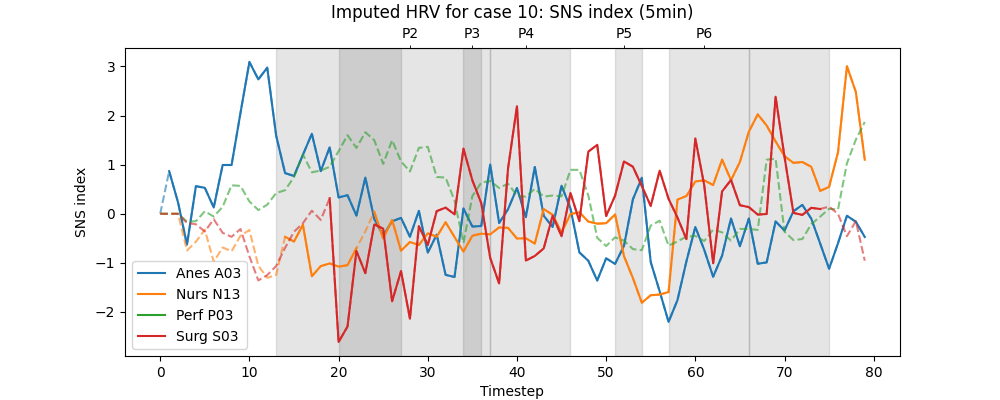 Imputed HRV for case 10: SNS index (5min)
P2 P3 P4 P5 P6
3
2
1
0
−1
−2
SNS index
Anes A03
Nurs N13
Perf P03
Surg S03
0 10 20 30 40 50 60 70 80
Timestep